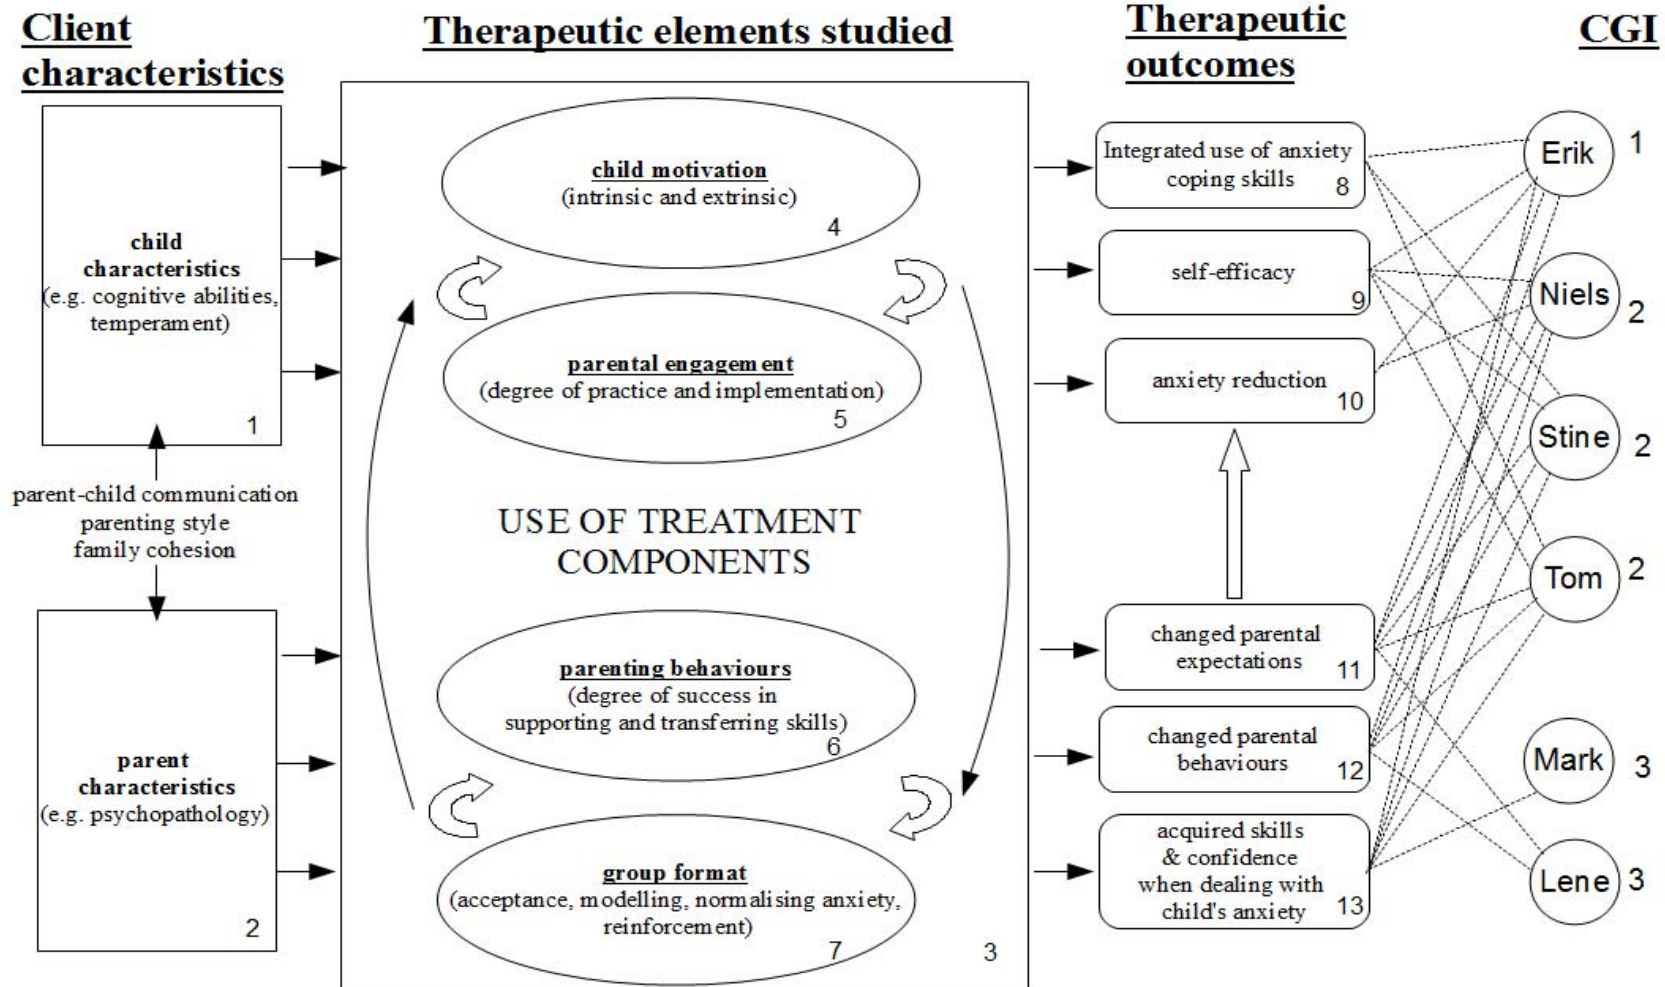 Client
characteristics
Therapeutic elements studied
Therapeutic
outcomes
CGI
child
characteristics
(e.g. cognitive abilities,
temperament)
1
parent-child communication
parenting style
family cohesion
parent
characteristics
(e.g. psychopathology)
2
child motivation
(intrinsic and extrinsic)
4
parental engagement
(degree of practice and implementation)
5
USE OF TREATMENT
COMPONENTS
parenting behaviours
(degree of success in
supporting and transferring skills)
6
group format
(acceptance, modelling, normalising anxiety,
reinforcement)
7
3
Integrated use of anxiety
coping skills
8
self-efficacy
9
anxiety reduction
10
changed parental
expectations
11
changed parental
behaviours
12
acquired skills
& confidence
when dealing with
child's anxiety
13
Erik 1
Niels 2
Stine 2
Tom 2
Mark 3
Lene 3